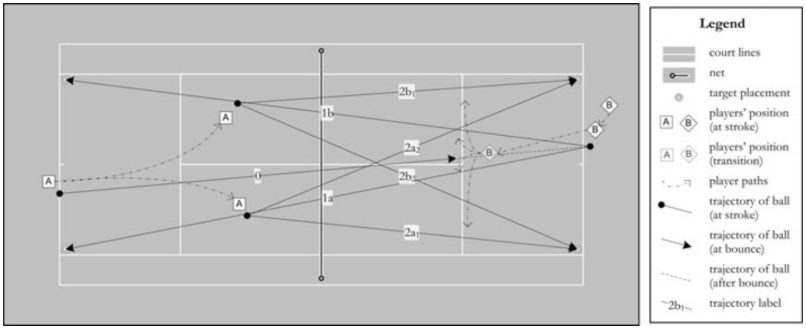 2b₁
1b
A
B
B
2a₂
B
A
0
2b₂
1a
A
2a₁
Legend
court lines
net
target placement
A B players' position
(at stroke)
A B players' position
(transition)
player paths
trajectory of ball
(at stroke)
trajectory of ball
(at bounce)
trajectory of ball
(after bounce)
2b₁ trajectory label